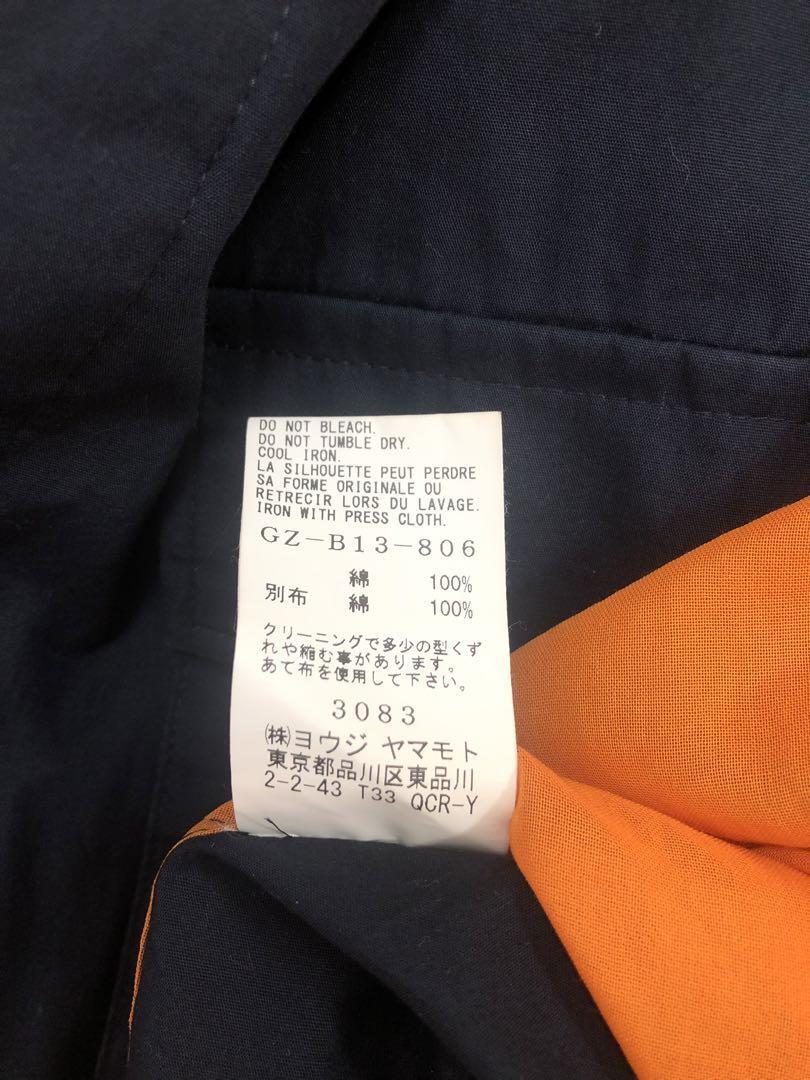 DO NOT BLEACH.
DO NOT TUMBLE DRY.
COOL IRON.
LA SILHOUETTE PEUT PERDRE
SA FORME ORIGINALE OU
RETRECIR LORS DU LAVAGE.
IRON WITH PRESS CLOTH.
GZ-B13-806
綿 100%
別布 綿 100%
クリーニングで多少の型くず
れや縮む事があります。
あて布を使用して下さい。
3083
㈱ヨウジ ヤマモト
東京都品川区東品川
2-2-43 T33 QCR-Y